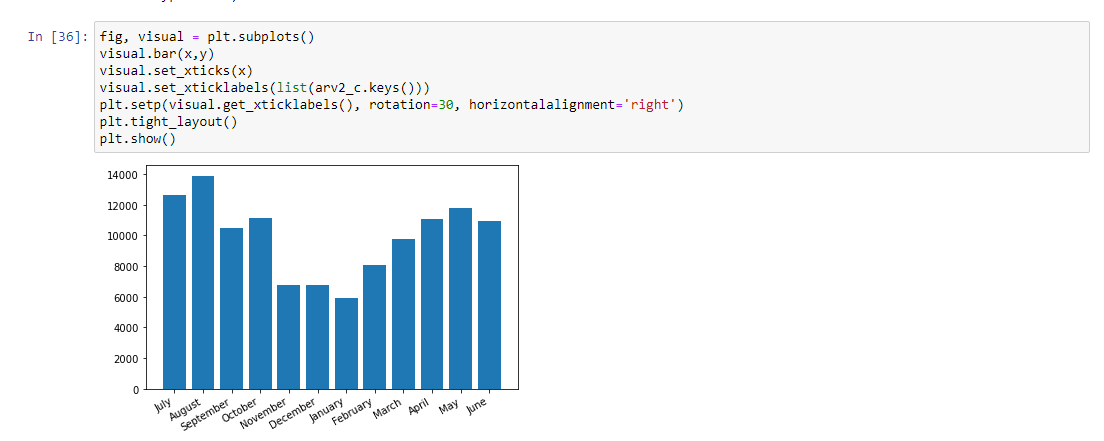 In [36]:
fig, visual = plt.subplots()
visual.bar(x,y)
visual.set_xticks(x)
visual.set_xticklabels(list(arv2_c.keys()))
plt.setp(visual.get_xticklabels(), rotation=30, horizontalalignment='right')
plt.tight_layout()
plt.show()
14000
12000
10000
8000
6000
4000
2000
0
July
August
September
October
November
December
January
February
March
April
May
June